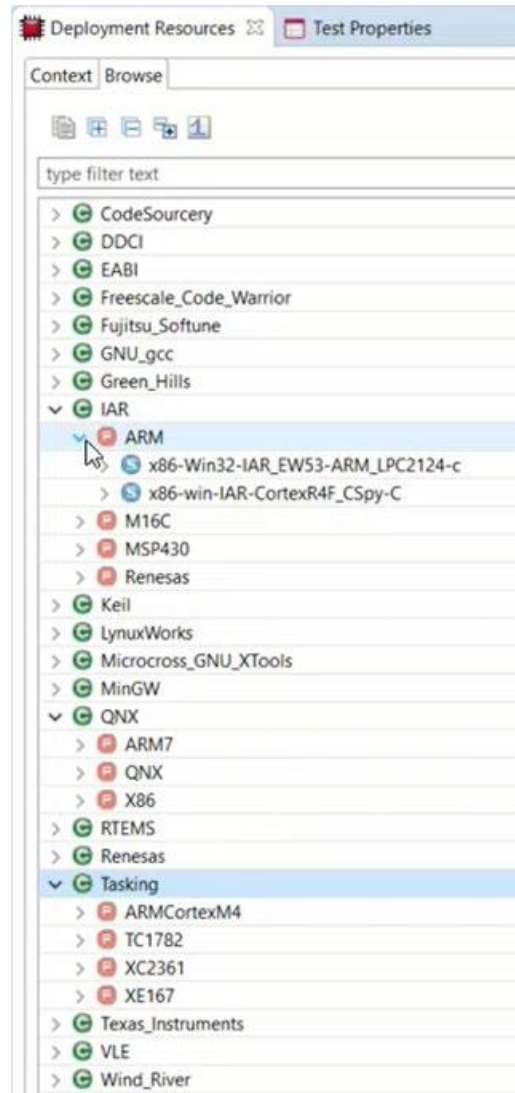 Deployment Resources Test Properties
Context Browse
type filter text
CodeSourcery
DDCI
EABI
Freescale_Code_Warrior
Fujitsu_Softune
GNU_gcc
Green_Hills
IAR
ARM
x86-Win32-IAR_EW53-ARM_LPC2124-c
x86-win-IAR-CortexR4F_CSpy-C
M16C
MSP430
Renesas
Keil
LynuxWorks
Microcross_GNU_XTools
MinGW
QNX
ARM7
QNX
X86
RTEMS
Renesas
Tasking
ARMCortexM4
TC1782
XC2361
XE167
Texas_Instruments
VLE
Wind_River